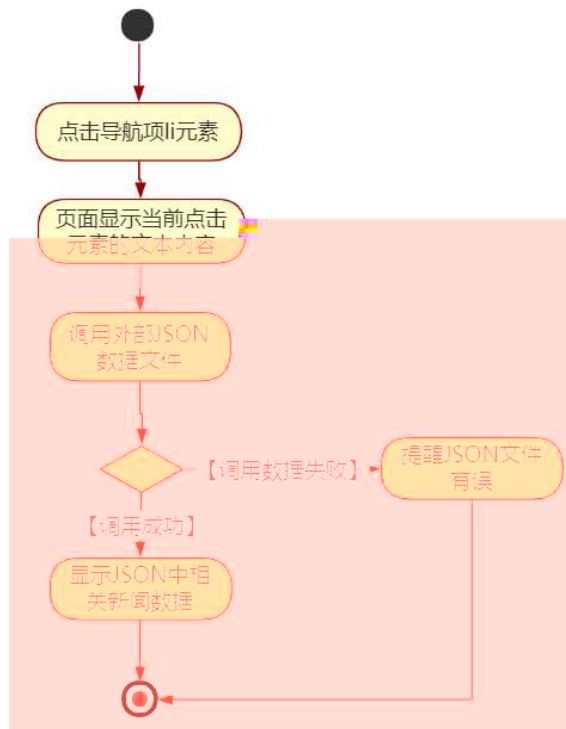 点击导航项li元素
页面显示当前点击
元素的文本内容
调用外部JSON
数据文件
【调用数据失败】
提醒JSON文件
有误
【调用成功】
显示JSON中相
关新闻数据